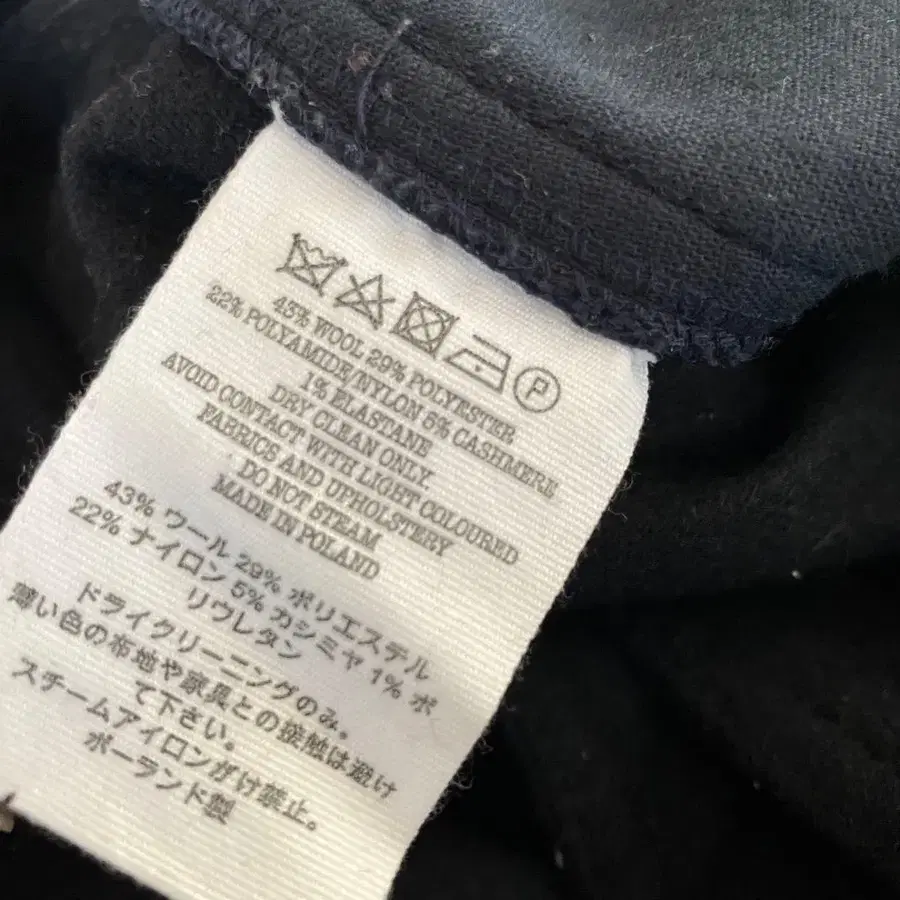 P
43% WOOL 29% POLYESTER
22% POLYAMIDE/NYLON 5% CASHMERE
1% ELASTANE
DRY CLEAN ONLY.
AVOID CONTACT WITH LIGHT COLOURED
FABRICS AND UPHOLSTERY
DO NOT STEAM
MADE IN POLAND
43% ウール 29% ポリエステル
22% ナイロン 5% カシミヤ 1% ポ
リウレタン
ドライクリーニングのみ。
薄い色の布地や家具との接触は避け
て下さい。
スチームアイロンがけ禁止。
ポーランド製